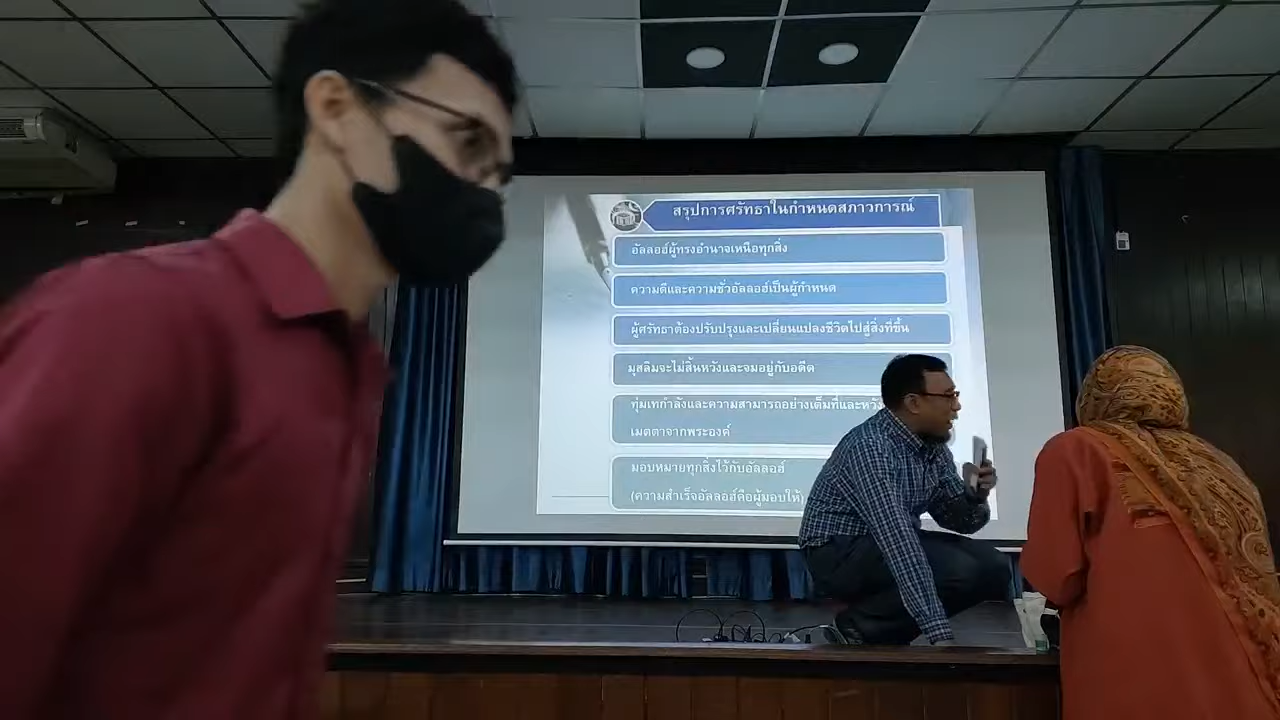 สรุปการศรัทธาในกำหนดสภาวการณ์
อัลลอฮ์ผู้ทรงอำนาจเหนือทุกสิ่ง
ความดีและความชั่วอัลลอฮ์เป็นผู้กำหนด
ผู้ศรัทธาต้องปรับปรุงและเปลี่ยนแปลงชีวิตไปสู่สิ่งที่ขึ้น
มุสลิมจะไม่สิ้นหวังและจมอยู่กับอดีต
ทุ่มเทกำลังและความสามารถอย่างเต็มที่และหวัง
เมตตาจากพระองค์
มอบหมายทุกสิ่งไว้กับอัลลอฮ์
(ความสำเร็จอัลลอฮ์คือผู้มอบให้)